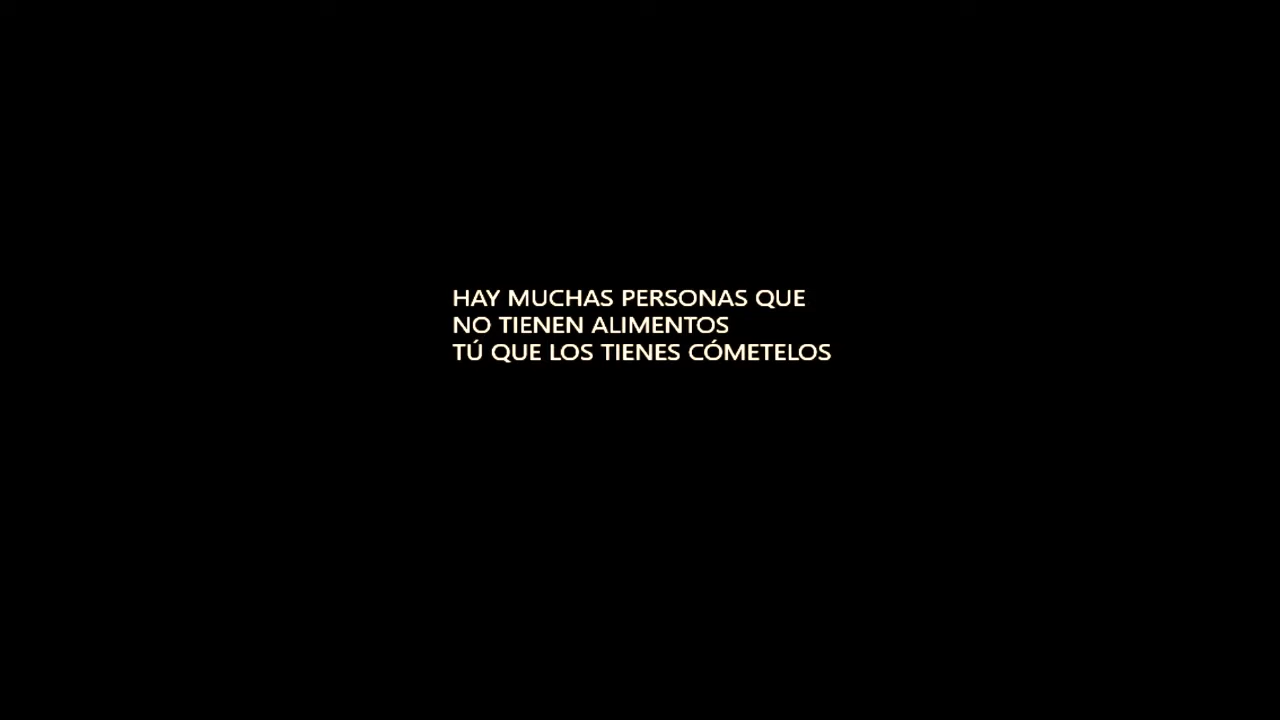 HAY MUCHAS PERSONAS QUE
NO TIENEN ALIMENTOS
TÚ QUE LOS TIENES CÓMETELOS